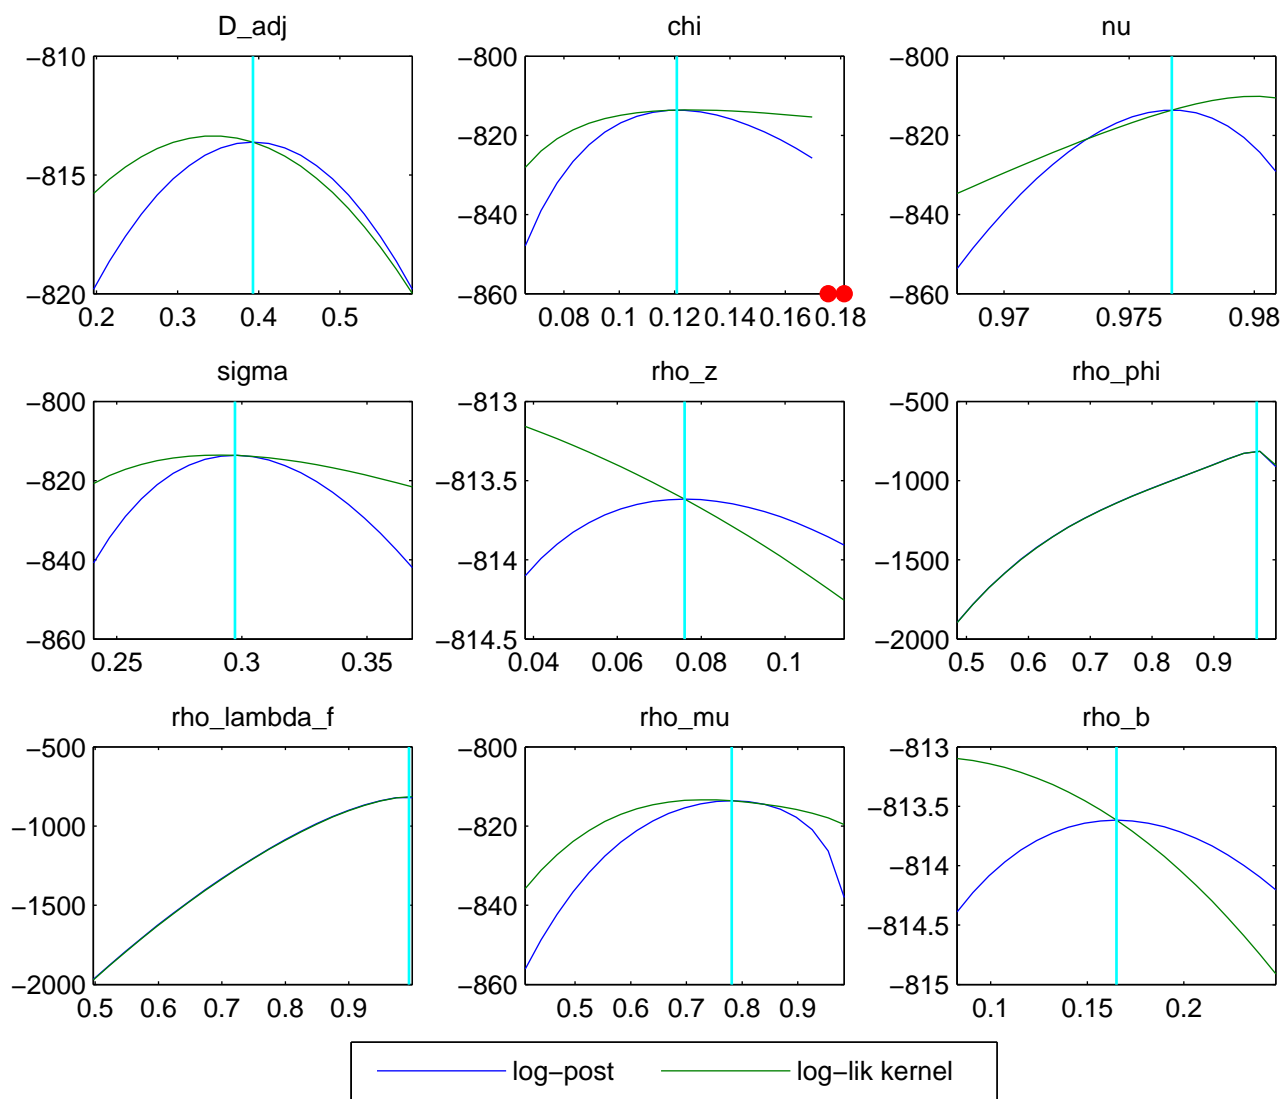 D_adj
−810
−815
−820
0.2 0.3 0.4 0.5
chi
−800
−820
−840
−860
0.08 0.1 0.12 0.14 0.16 0.18
nu
−800
−820
−840
−860
0.97 0.975 0.98
sigma
−800
−820
−840
−860
0.25 0.3 0.35
rho_z
−813
−813.5
−814
−814.5
0.04 0.06 0.08 0.1
rho_phi
−500
−1000
−1500
−2000
0.5 0.6 0.7 0.8 0.9
rho_lambda_f
−500
−1000
−1500
−2000
0.5 0.6 0.7 0.8 0.9
rho_mu
−800
−820
−840
−860
0.5 0.6 0.7 0.8 0.9
rho_b
−813
−813.5
−814
−814.5
−815
0.1 0.15 0.2
log−post log−lik kernel